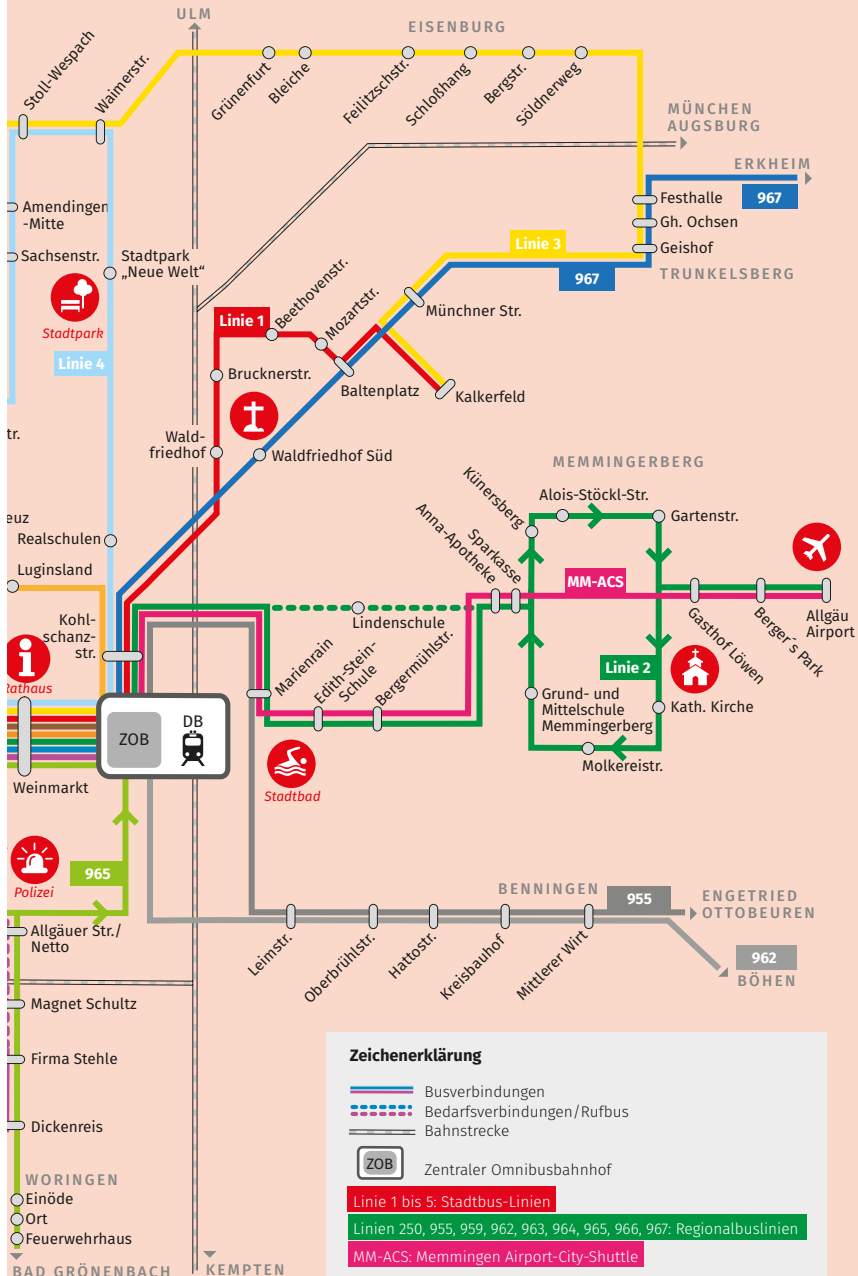 ULM
EISENBURG
Stoll-Wespach
Waimerstr.
Grünenfurt
Bleiche
Feilitzschstr.
Schloßhang
Bergstr.
Söldnerweg
MÜNCHEN
AUGSBURG
ERKHEIM
967
Amendingen
-Mitte
Sachsenstr.
Stadtpark
„Neue Welt“
Stadtpark
Linie 4
Festhalle
Gh. Ochsen
Geishof
TRUNKELSBERG
Linie 3
967
Münchner Str.
Linie 1
Beethovenstr.
Mozartstr.
Brucknerstr.
Baltenplatz
Kalkerfeld
tr.
Wald-
friedhof
Waldfriedhof Süd
MEMMINGERBERG
euz
Realschulen
Luginsland
Kohl-
schanz-
str.
Künersberg
Alois-Stöckl-Str.
Gartenstr.
Anna-Apotheke
Sparkasse
MM-ACS
Lindenschule
Gasthof Löwen
Berger´s Park
Allgäu
Airport
Rathaus
Marienrain
Edith-Stein-
Schule
Bergermühlstr.
Linie 2
Grund- und
Mittelschule
Memmingerberg
Kath. Kirche
Molkereistr.
ZOB
DB
Weinmarkt
Stadtbad
Polizei
965
BENNINGEN
955
ENGETRIED
OTTOBEUREN
962
BÖHEN
Allgäuer Str./
Netto
Leimstr.
Oberbrühlstr.
Hattostr.
Kreisbauhof
Mittlerer Wirt
Magnet Schultz
Firma Stehle
Dickenreis
WORINGEN
Einöde
Ort
Feuerwehrhaus
BAD GRÖNENBACH
KEMPTEN
Zeichenerklärung
Busverbindungen
Bedarfsverbindungen/Rufbus
Bahnstrecke
ZOB
Zentraler Omnibusbahnhof
Linie 1 bis 5: Stadtbus-Linien
Linien 250, 955, 959, 962, 963, 964, 965, 966, 967: Regionalbuslinien
MM-ACS: Memmingen Airport-City-Shuttle